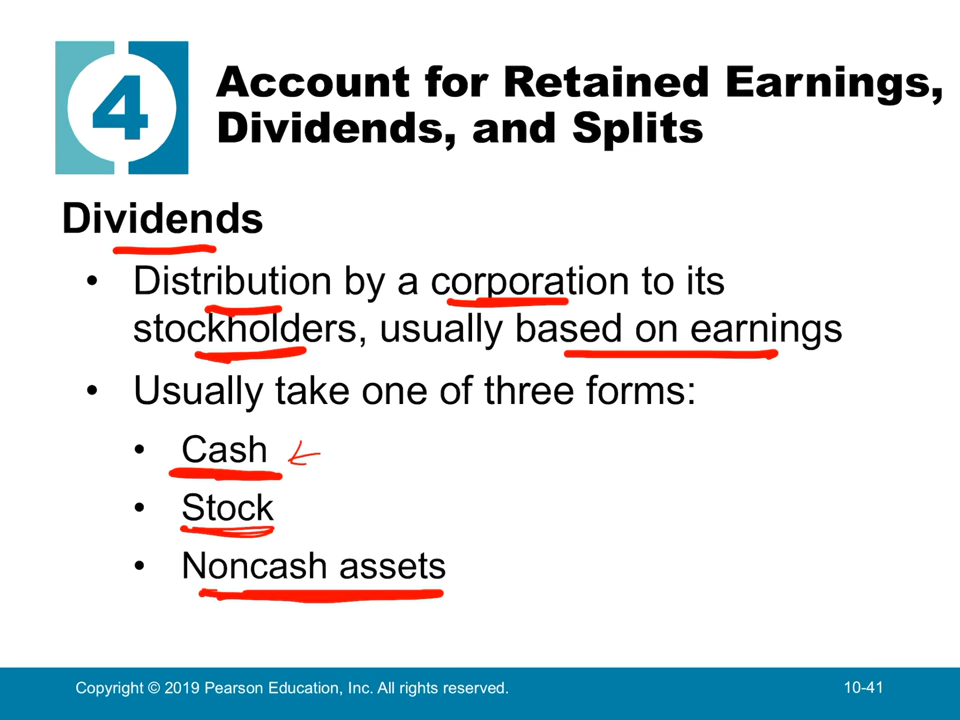 4
Account for Retained Earnings,
Dividends, and Splits
Dividends
• Distribution by a corporation to its
stockholders, usually based on earnings
• Usually take one of three forms:
• Cash
• Stock
• Noncash assets
Copyright © 2019 Pearson Education, Inc. All rights reserved.
10-41